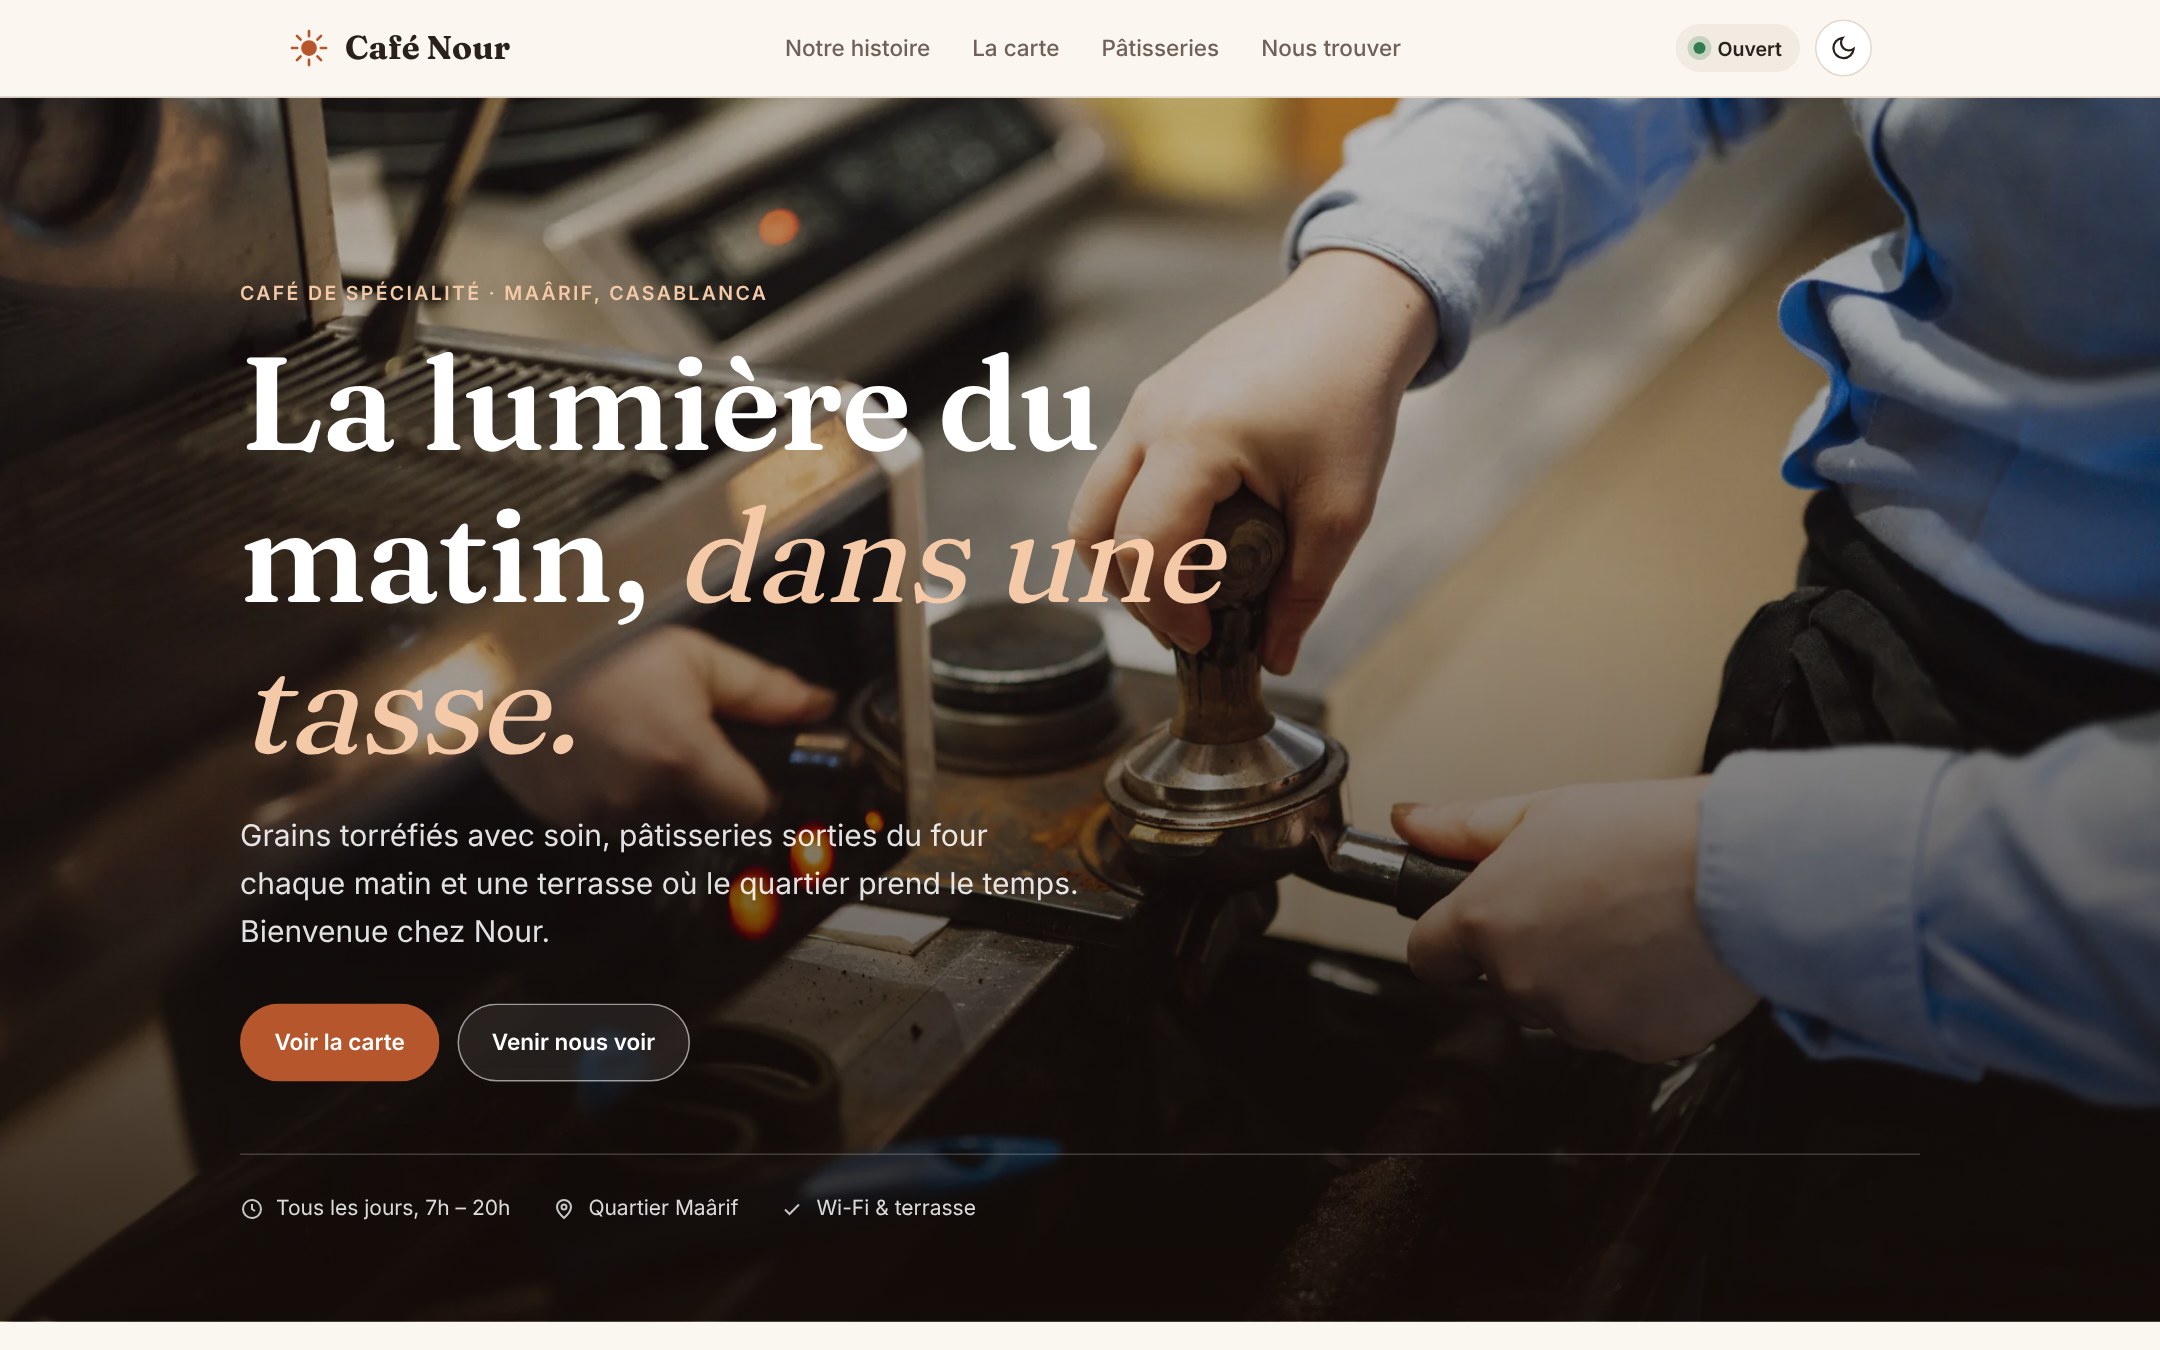 Café Nour
Notre histoire
La carte
Pâtisseries
Nous trouver
Ouvert
CAFÉ DE SPÉCIALITÉ · MAÂRIF, CASABLANCA
La lumière du
matin, dans une
tasse.
Grains torréfiés avec soin, pâtisseries sorties du four
chaque matin et une terrasse où le quartier prend le temps.
Bienvenue chez Nour.
Voir la carte
Venir nous voir
Tous les jours, 7h – 20h
Quartier Maârif
Wi-Fi & terrasse